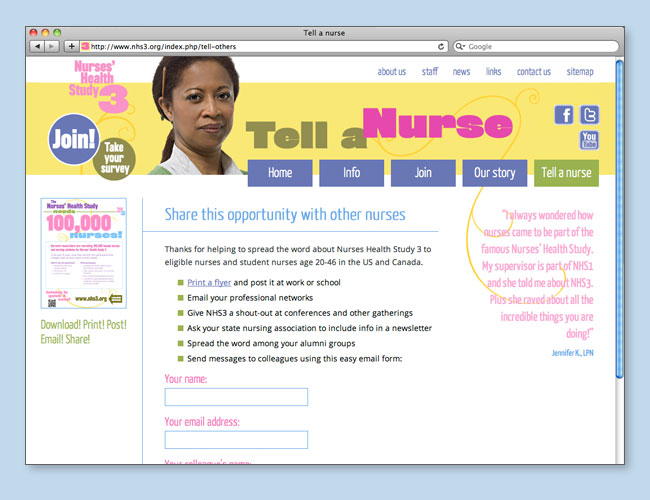 Tell a nurse
http://www.nhs3.org/index.php/tell-others
Google
Nurses'
Health
Study
3
about us staff news links contact us sitemap
Join!
Take
your
survey
Tell a Nurse
f
t
You
Tube
Home Info Join Our story Tell a nurse
The
Nurses' Health Study
needs
100,000
nurses!
www.nhs3.org
Download! Print! Post!
Email! Share!
Share this opportunity with other nurses
Thanks for helping to spread the word about Nurses Health Study 3 to
eligible nurses and student nurses age 20-46 in the US and Canada.
Print a flyer and post it at work or school
Email your professional networks
Give NHS3 a shout-out at conferences and other gatherings
Ask your state nursing association to include info in a newsletter
Spread the word among your alumni groups
Send messages to colleagues using this easy email form:
Your name:
Your email address:
Your colleague's name:
"I always wondered how
nurses came to be part of the
famous Nurses' Health Study.
My supervisor is part of NHS1
and she told me about NHS3.
Plus she raved about all the
incredible things you are
doing!"
Jennifer K., LPN